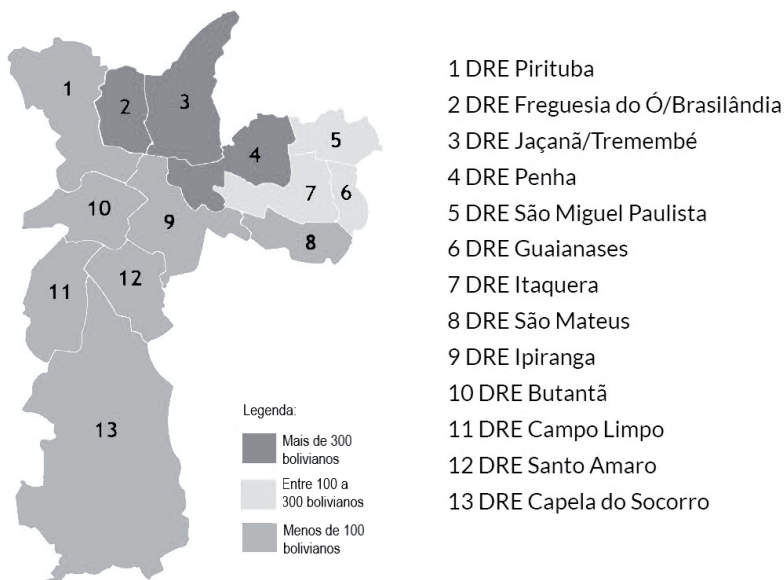 1
2
3
4
5
6
7
8
9
10
11
12
13
Legenda:
Mais de 300
bolivianos
Entre 100 a
300 bolivianos
Menos de 100
bolivianos
1 DRE Pirituba
2 DRE Freguesia do Ó/Brasilândia
3 DRE Jaçanã/Tremembé
4 DRE Penha
5 DRE São Miguel Paulista
6 DRE Guaianases
7 DRE Itaquera
8 DRE São Mateus
9 DRE Ipiranga
10 DRE Butantã
11 DRE Campo Limpo
12 DRE Santo Amaro
13 DRE Capela do Socorro